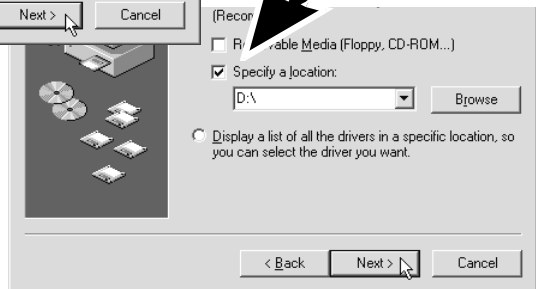 Next >
Cancel
(Recom
Removable Media (Floppy, CD-ROM...)
Specify a location:
D:\
Browse
Display a list of all the drivers in a specific location, so
you can select the driver you want.
< Back
Next >
Cancel